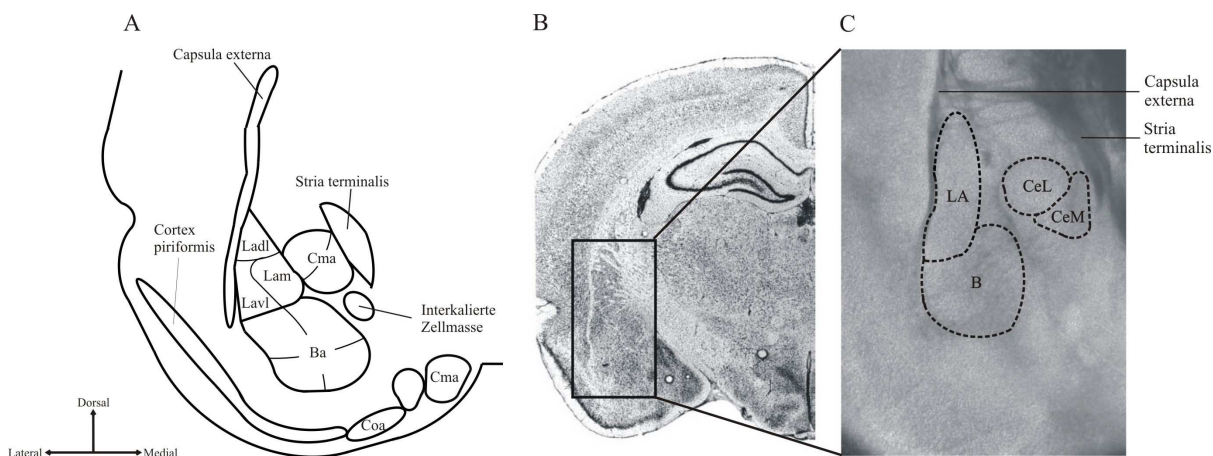 A
Capsula externa
Stria terminalis
Cortex
piriformis
Ladl
Lam
Cma
Lavl
Interkalierte
Zellmasse
Ba
Cma
Coa
Dorsal
Lateral
Medial
B
C
Capsula
externa
Stria
terminalis
LA
CeL
CeM
B